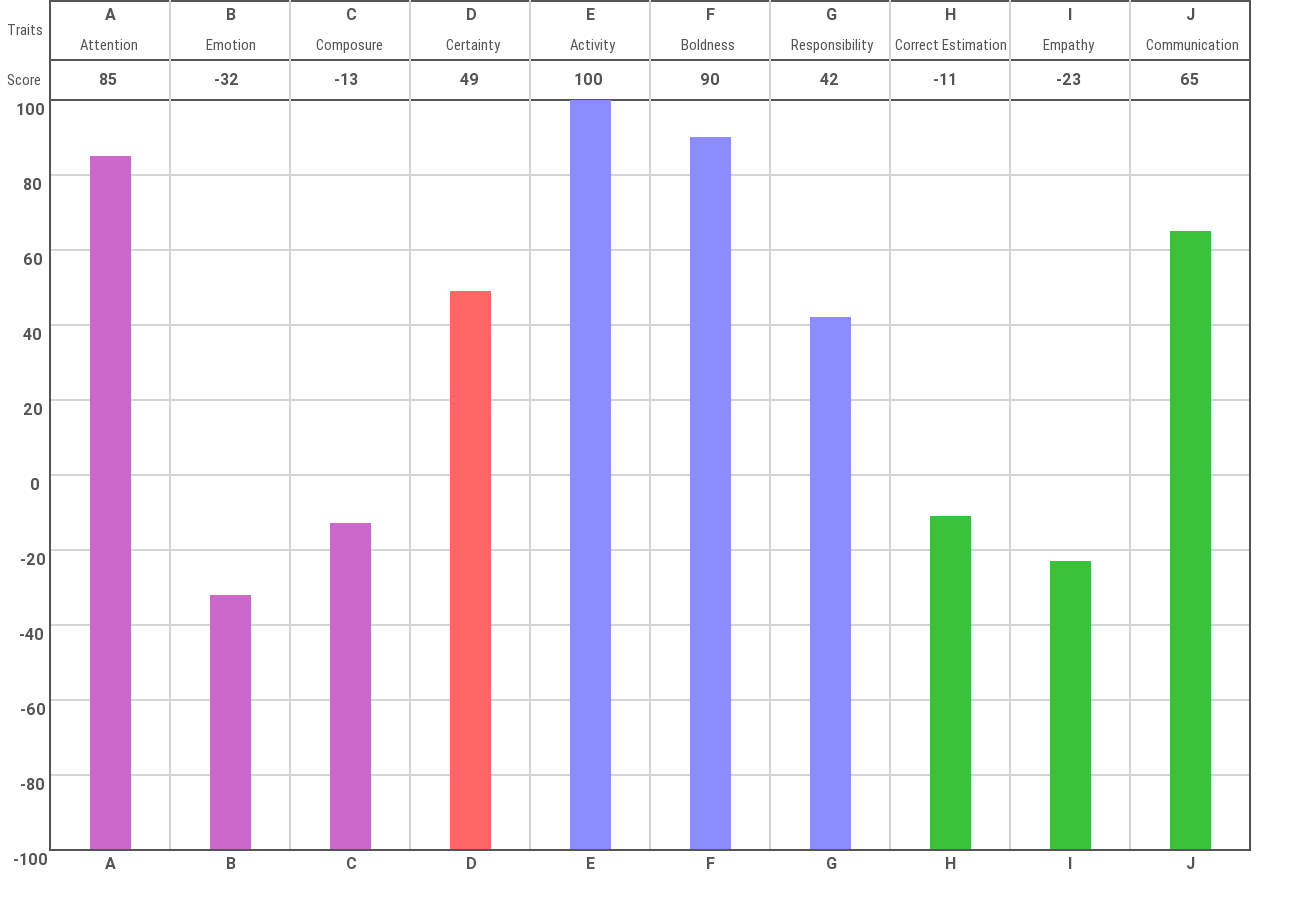 Traits A B C D E F G H I J
Attention Emotion Composure Certainty Activity Boldness Responsibility Correct Estimation Empathy Communication
Score 85 -32 -13 49 100 90 42 -11 -23 65
100
80
60
40
20
0
-20
-40
-60
-80
-100
A B C D E F G H I J